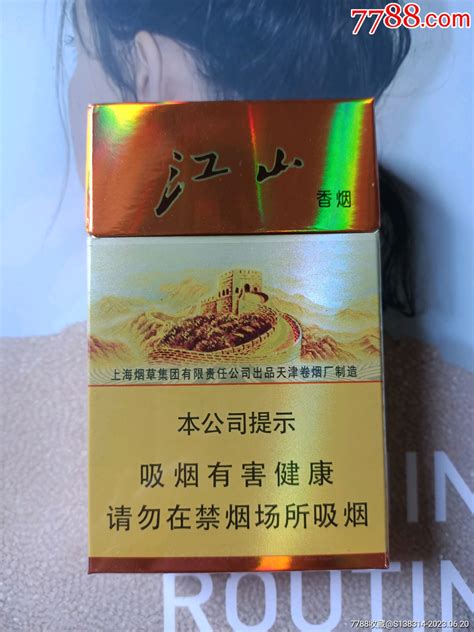 7788.com
江山
香烟
上海烟草集团有限责任公司出品天津卷烟厂制造
本公司提示
吸烟有害健康
请勿在禁烟场所吸烟
IN
ROUTIN
7788收藏@S138314-2023.06.20